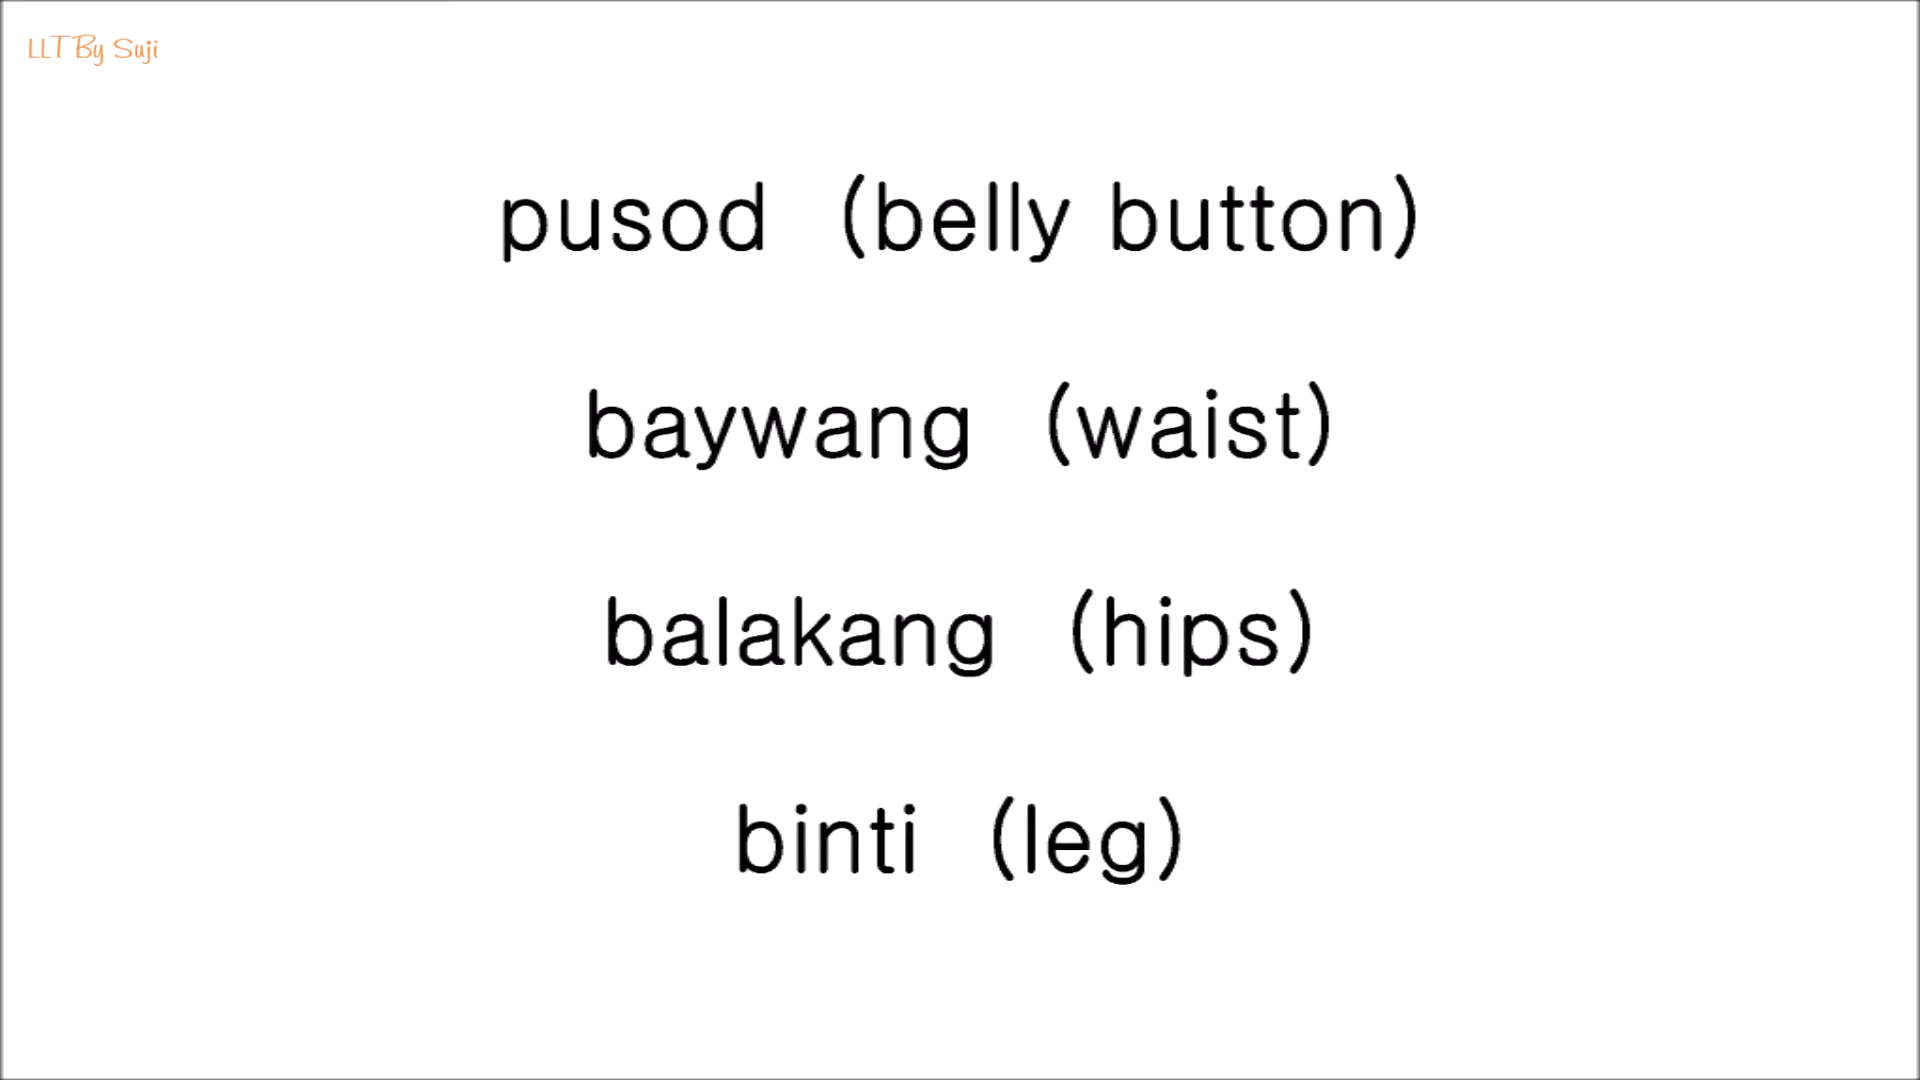 LLT By Suji
pusod (belly button)
baywang (waist)
balakang (hips)
binti (leg)